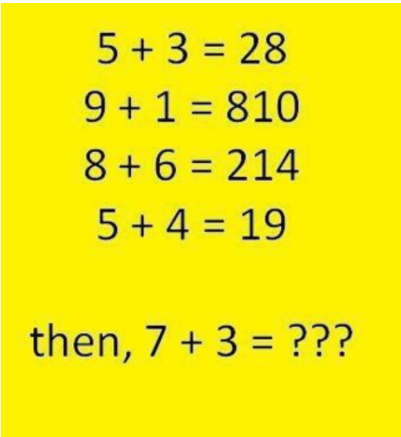 5 + 3 = 28
9 + 1 = 810
8 + 6 = 214
5 + 4 = 19
then, 7 + 3 = ???